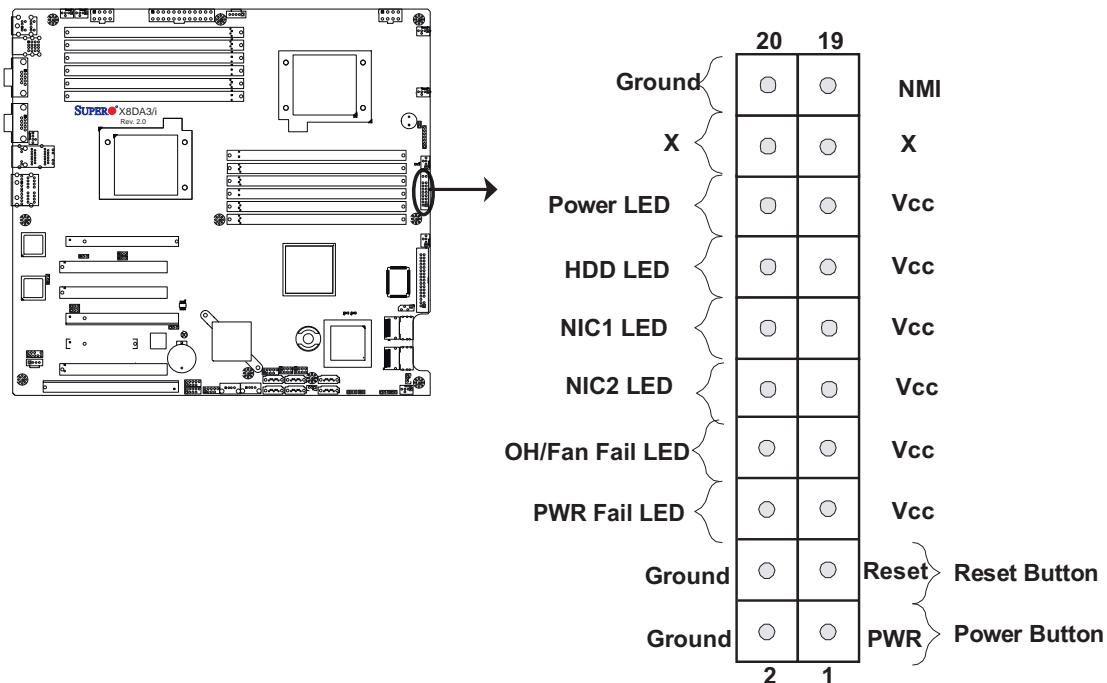 SUPER X8DA3/i
Rev. 2.0
20 19
Ground NMI
X X
Power LED Vcc
HDD LED Vcc
NIC1 LED Vcc
NIC2 LED Vcc
OH/Fan Fail LED Vcc
PWR Fail LED Vcc
Ground Reset Reset Button
Ground PWR Power Button
2 1